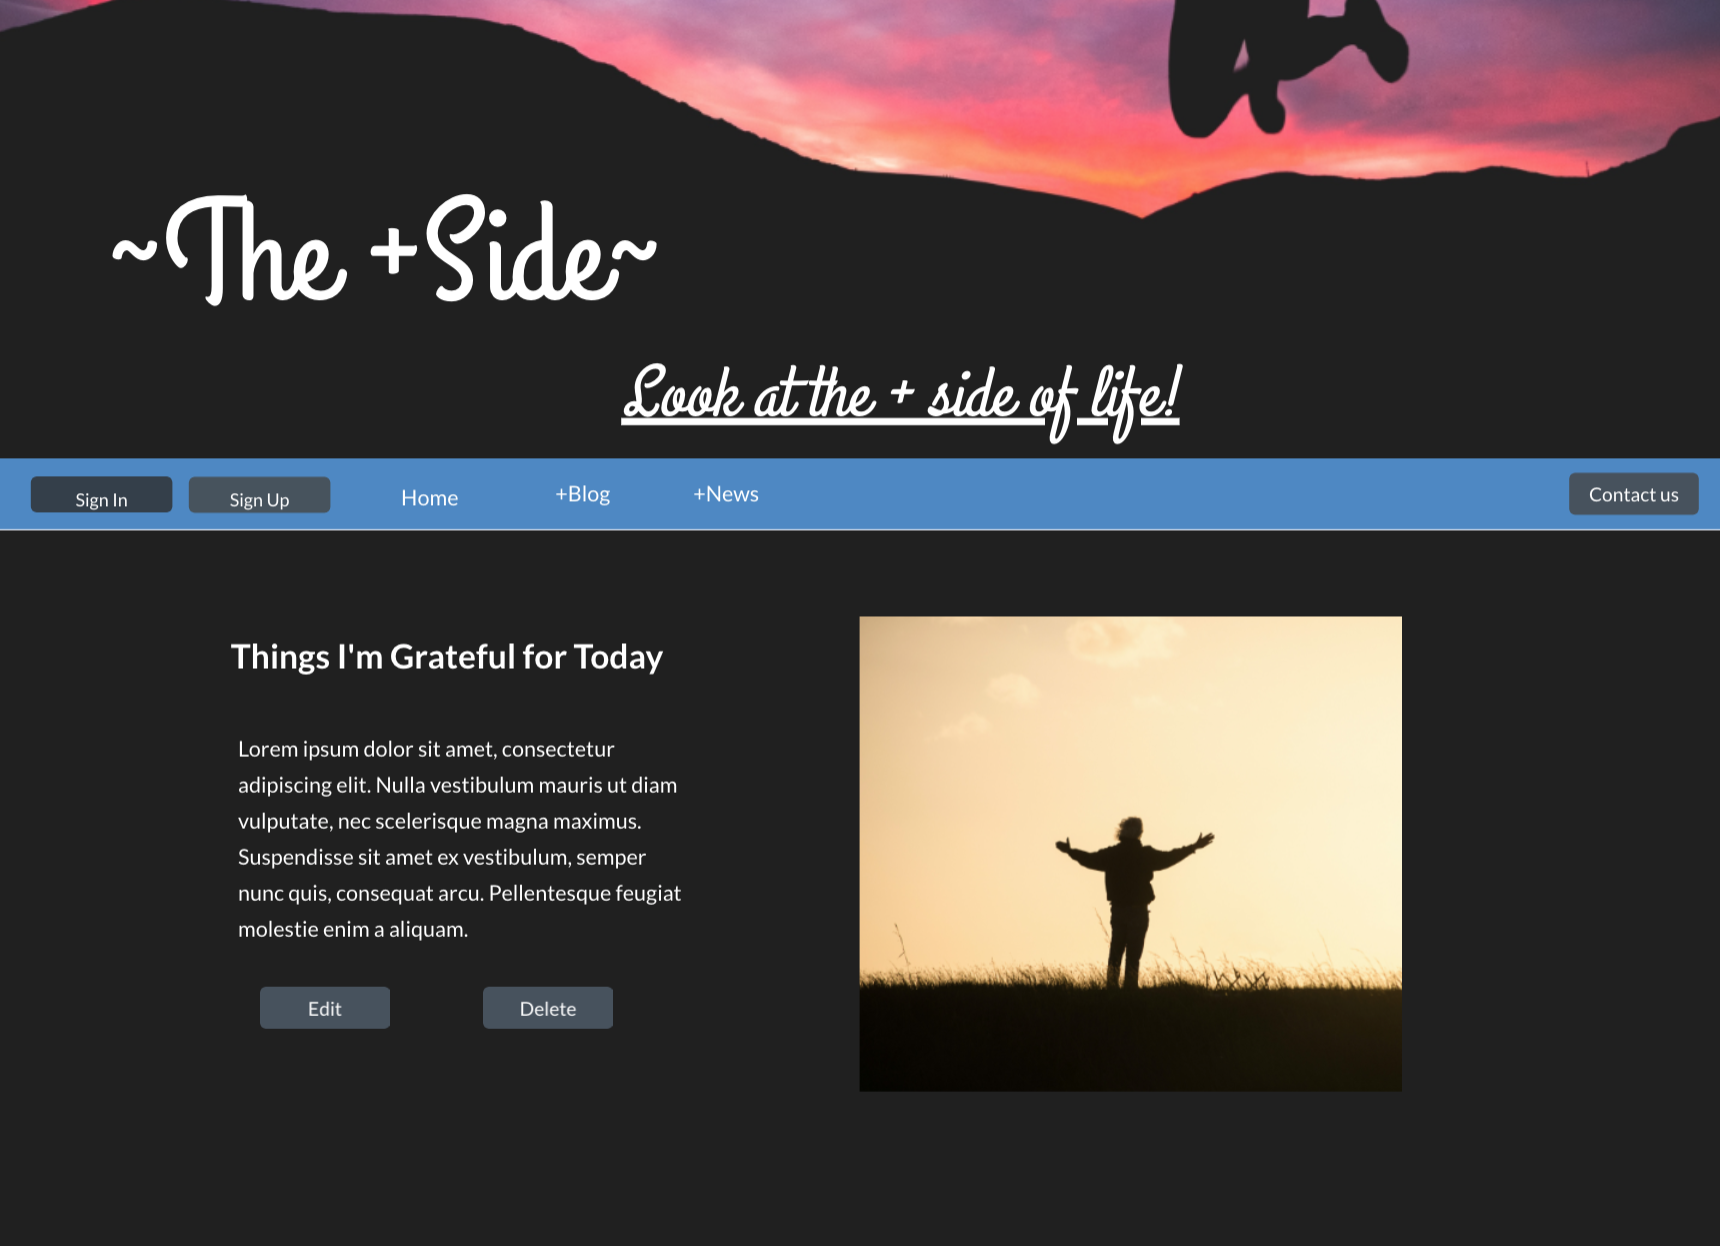 ~The +Side~
Look at the + side of life!
Sign In
Sign Up
Home
+Blog
+News
Contact us
Things I'm Grateful for Today
Lorem ipsum dolor sit amet, consectetur
adipiscing elit. Nulla vestibulum mauris ut diam
vulputate, nec scelerisque magna maximus.
Suspendisse sit amet ex vestibulum, semper
nunc quis, consequat arcu. Pellentesque feugiat
molestie enim a aliquam.
Edit
Delete